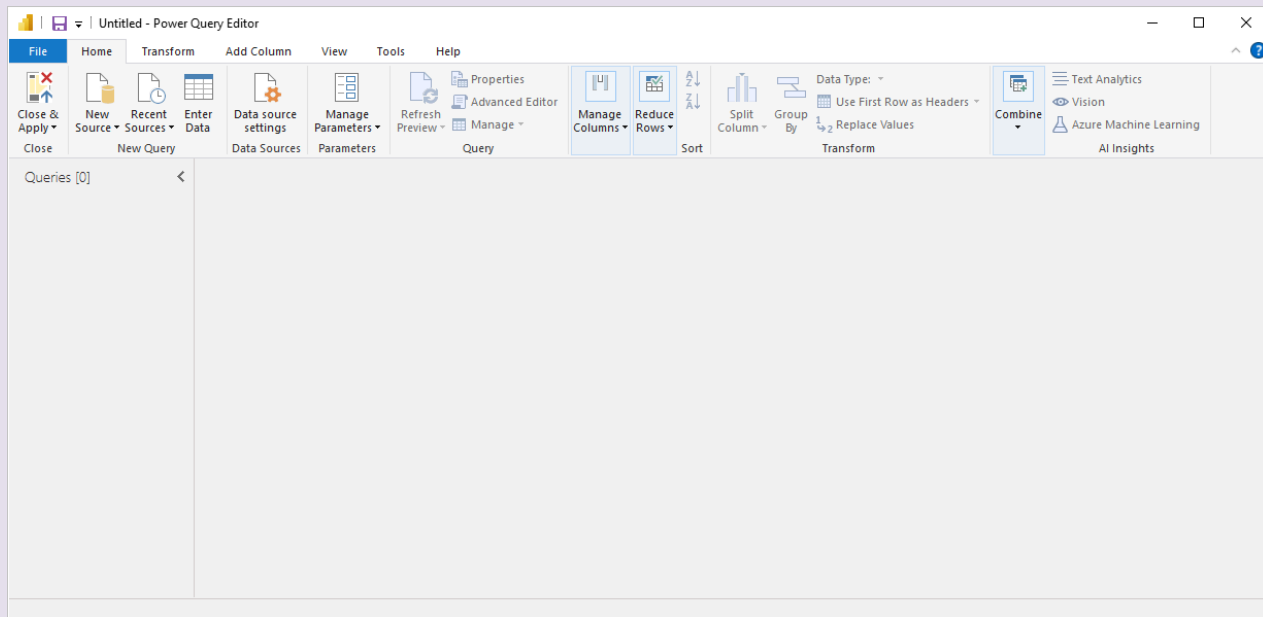 Untitled - Power Query Editor
File Home Transform Add Column View Tools Help
Close & Apply
Close
New Source
Recent Sources
Enter Data
New Query
Data source settings
Data Sources
Manage Parameters
Parameters
Refresh Preview
Properties
Advanced Editor
Manage
Query
Manage Columns
Reduce Rows
A Z
Z A
Sort
Split Column
Group By
Data Type:
Use First Row as Headers
1 2 Replace Values
Transform
Combine
Text Analytics
Vision
Azure Machine Learning
AI Insights
Queries [0]